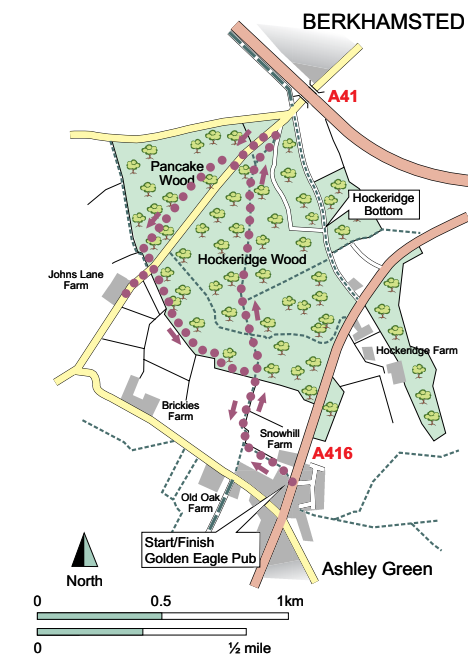 BERKHAMSTED
A41
Pancake
Wood
Hockeridge
Bottom
Hockeridge Wood
Johns Lane
Farm
Hockeridge Farm
Brickies
Farm
Snowhill
Farm
A416
Old Oak
Farm
Start/Finish
Golden Eagle Pub
Ashley Green
North
0 0.5 1km
0 ½ mile